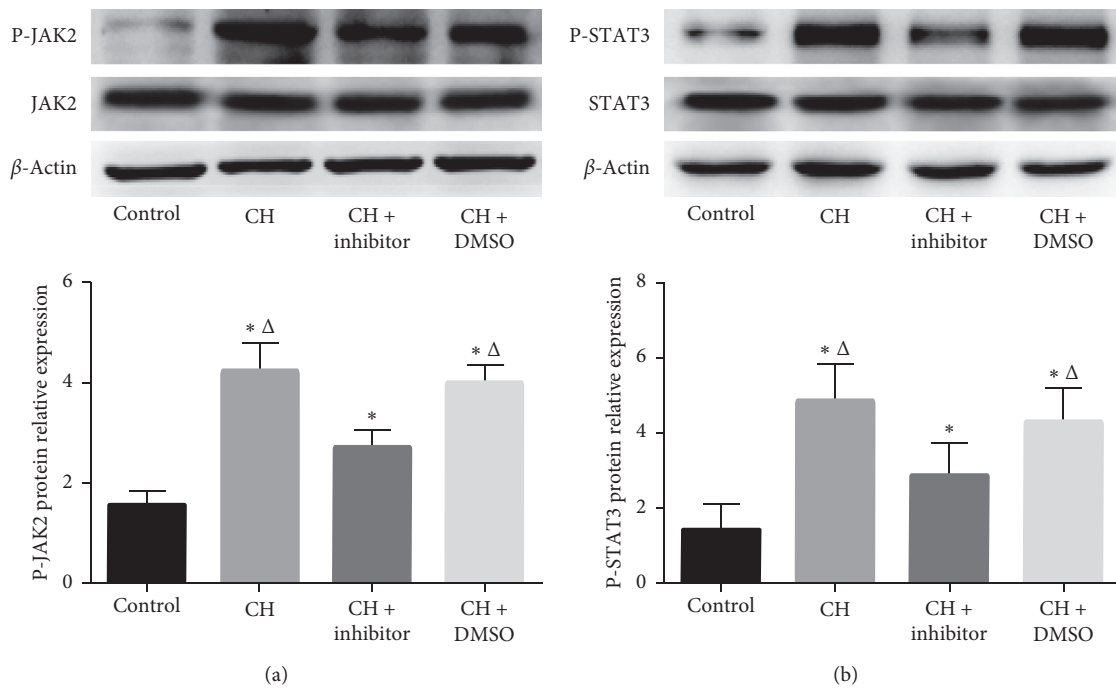 P-JAK2
JAK2
β-Actin
Control CH CH + inhibitor CH + DMSO
P-JAK2 protein relative expression
6
4
2
0
* Δ
*
* Δ
Control CH CH + inhibitor CH + DMSO
(a)
P-STAT3
STAT3
β-Actin
Control CH CH + inhibitor CH + DMSO
P-STAT3 protein relative expression
8
6
4
2
0
* Δ
*
* Δ
Control CH CH + inhibitor CH + DMSO
(b)